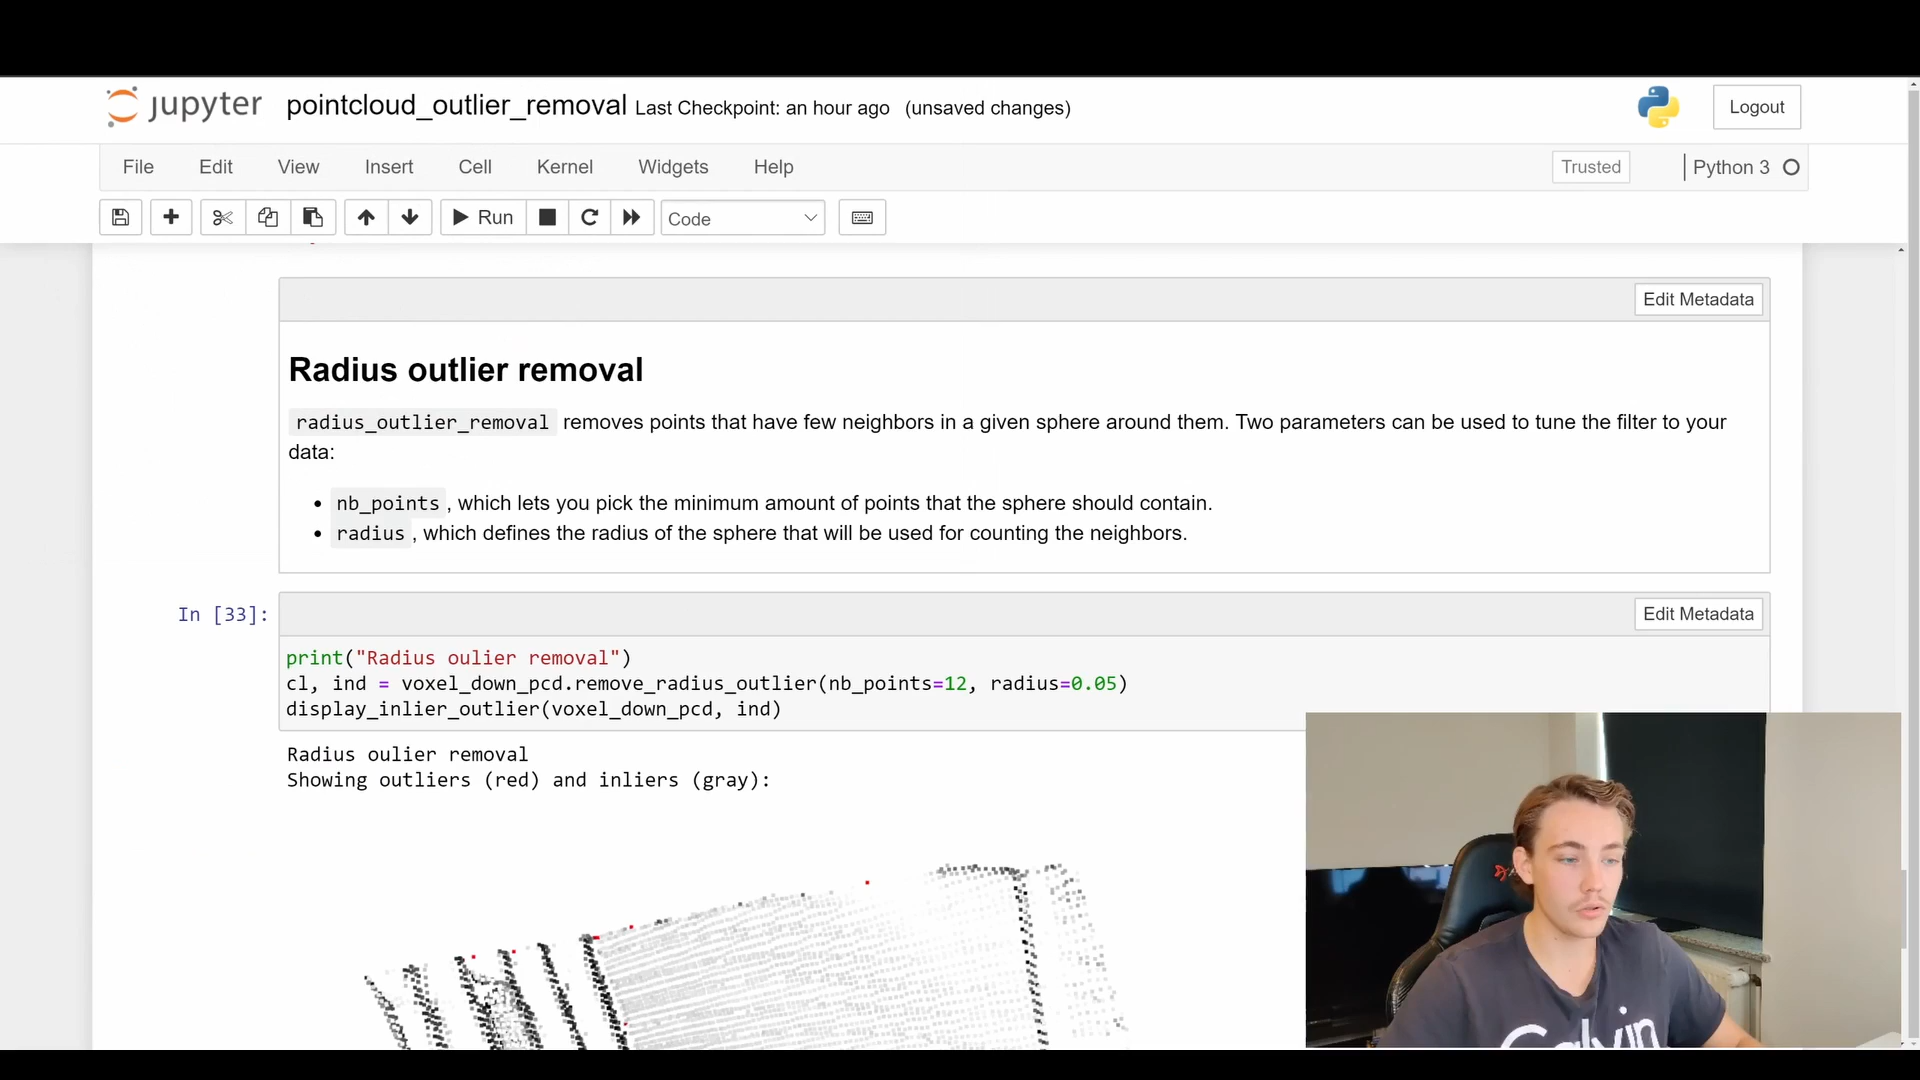 jupyter pointcloud_outlier_removal Last Checkpoint: an hour ago (unsaved changes)
Logout
File Edit View Insert Cell Kernel Widgets Help
Trusted
Python 3
Run
Code
Edit Metadata
Radius outlier removal
radius_outlier_removal removes points that have few neighbors in a given sphere around them. Two parameters can be used to tune the filter to your
data:
• nb_points , which lets you pick the minimum amount of points that the sphere should contain.
• radius , which defines the radius of the sphere that will be used for counting the neighbors.
In [33]:
Edit Metadata
print("Radius oulier removal")
cl, ind = voxel_down_pcd.remove_radius_outlier(nb_points=12, radius=0.05)
display_inlier_outlier(voxel_down_pcd, ind)
Radius oulier removal
Showing outliers (red) and inliers (gray):
Calvin